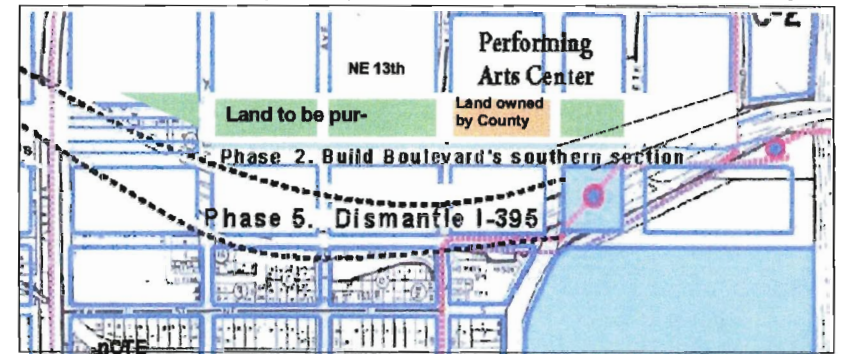 C-2
Performing
Arts Center
NE 13th
Land to be pur-
Land owned
by County
Phase 2. Build Boulevard's southern section
Phase 5. Dismantle I-395